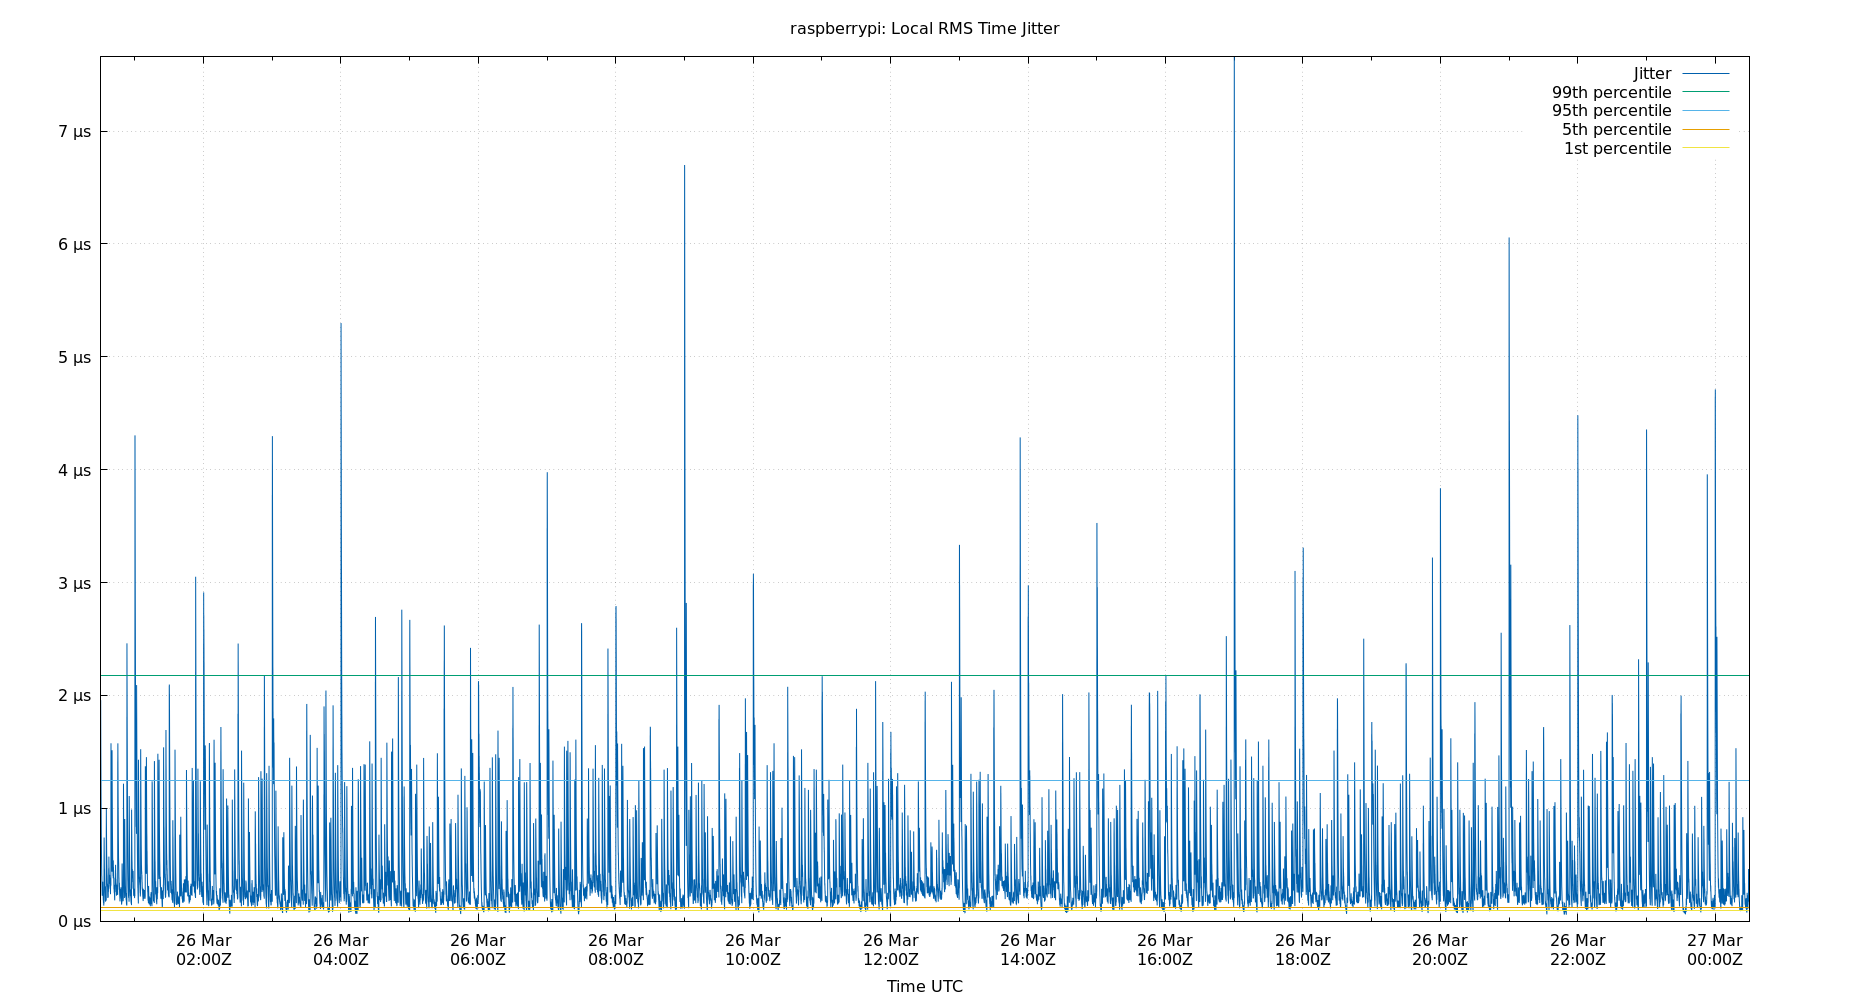 raspberrypi: Local RMS Time Jitter
Jitter
99th percentile
95th percentile
5th percentile
1st percentile
7 µs
6 µs
5 µs
4 µs
3 µs
2 µs
1 µs
0 µs
26 Mar 26 Mar 26 Mar 26 Mar 26 Mar 26 Mar 26 Mar 26 Mar 26 Mar 26 Mar 26 Mar 27 Mar
02:00Z 04:00Z 06:00Z 08:00Z 10:00Z 12:00Z 14:00Z 16:00Z 18:00Z 20:00Z 22:00Z 00:00Z
Time UTC